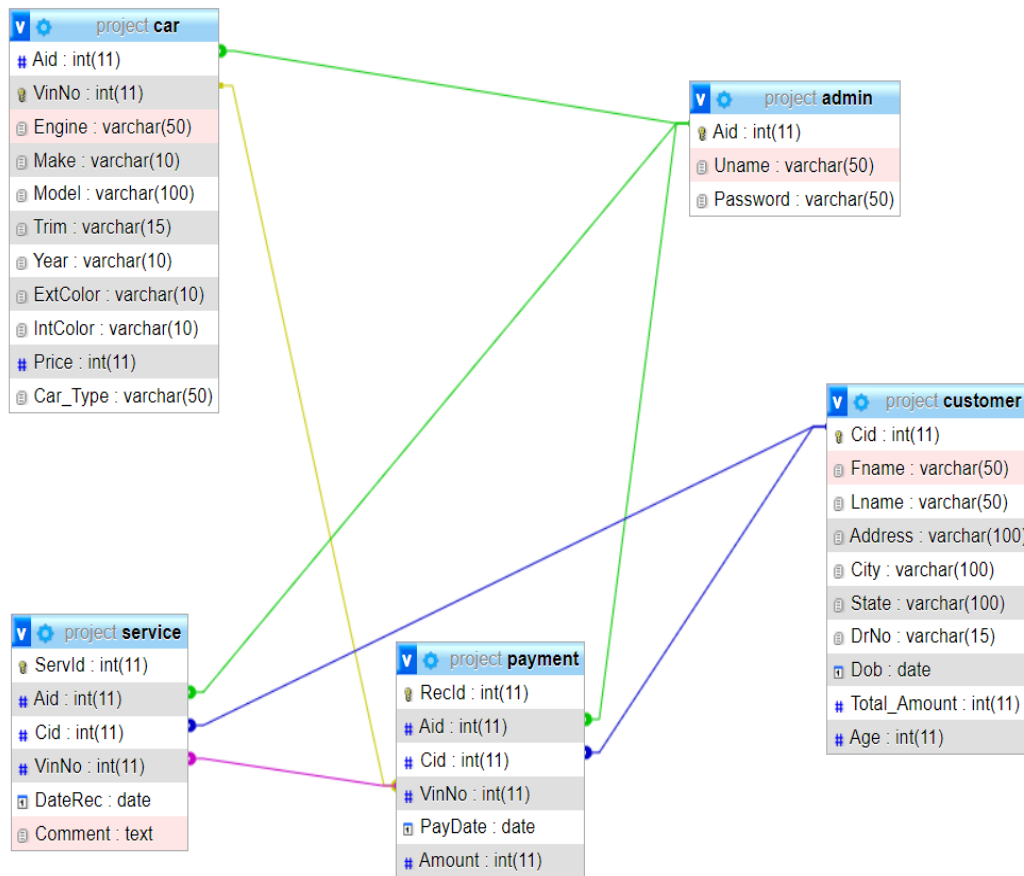 project car
# Aid : int(11)
VinNo : int(11)
Engine : varchar(50)
Make : varchar(10)
Model : varchar(100)
Trim : varchar(15)
Year : varchar(10)
ExtColor : varchar(10)
IntColor : varchar(10)
# Price : int(11)
Car_Type : varchar(50)
v project admin
Aid : int(11)
Uname : varchar(50)
Password : varchar(50)
v project customer
Cid : int(11)
Fname : varchar(50)
Lname : varchar(50)
Address : varchar(100)
City : varchar(100)
State : varchar(100)
DrNo : varchar(15)
Dob : date
# Total_Amount : int(11)
# Age : int(11)
v project service
ServId : int(11)
# Aid : int(11)
# Cid : int(11)
# VinNo : int(11)
DateRec : date
Comment : text
v project payment
RecId : int(11)
# Aid : int(11)
# Cid : int(11)
# VinNo : int(11)
PayDate : date
# Amount : int(11)